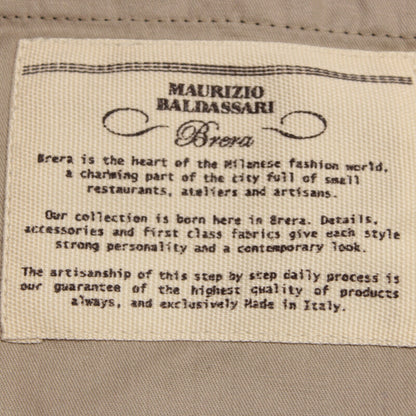 MAURIZIO
BALDASSARI
Brera
Brera is the heart of the Milanese fashion world,
a charming part of the city full of small
restaurants, ateliers and artisans.
Our collection is born here in Brera. Details,
accessories and first class fabrics give each style
strong personality and a contemporary look.
The artisanship of this step by step daily process is
our guarantee of the highest quality of products
always, and exclusively Made in Italy.